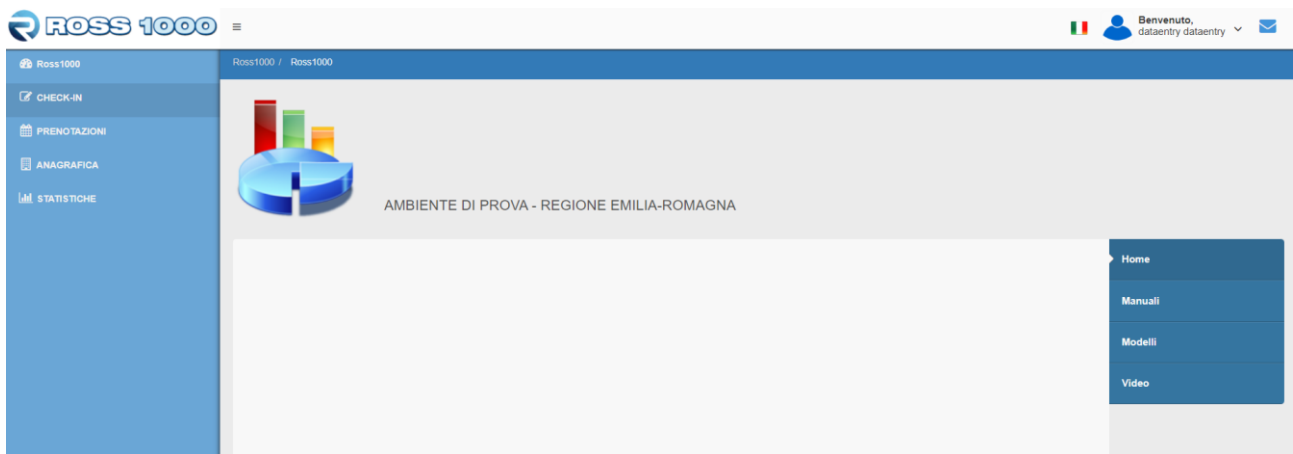 ROSS 1000
Benvenuto,
dataentry dataentry
Ross1000
Ross1000 / Ross1000
CHECK-IN
PRENOTAZIONI
ANAGRAFICA
STATISTICHE
AMBIENTE DI PROVA - REGIONE EMILIA-ROMAGNA
Home
Manuali
Modelli
Video